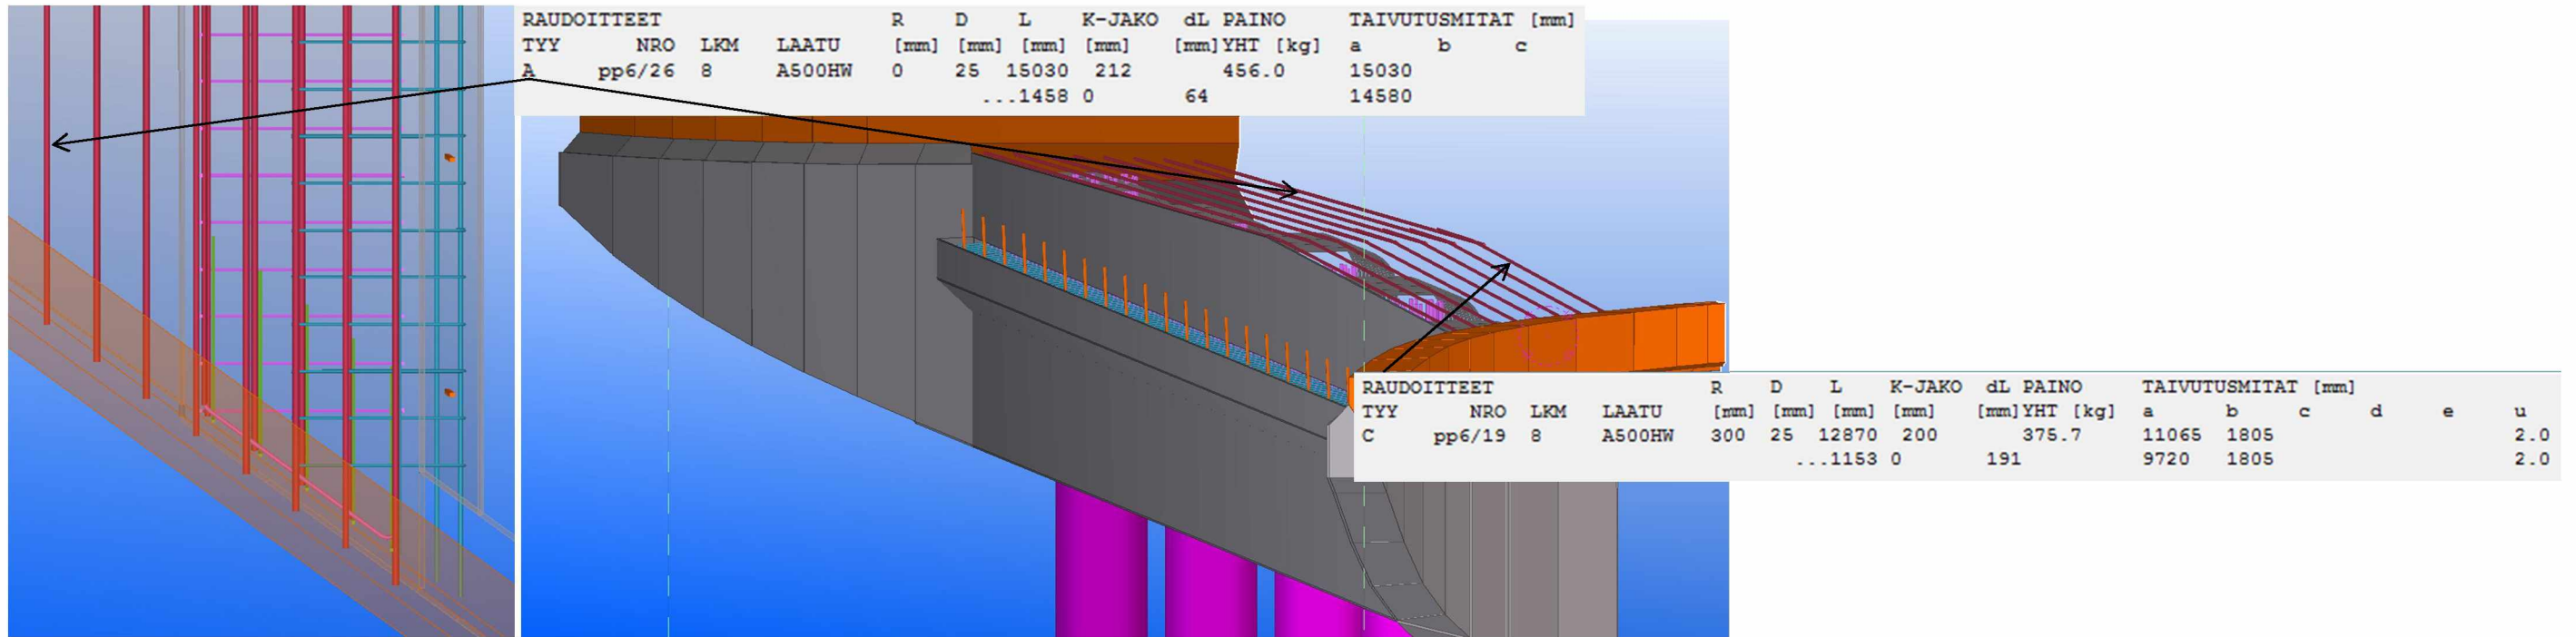 RAUDOITTEET R D L K-JAKO dL PAINO TAIVUTUSMITAT [mm]
TYY NRO LKM LAATU [mm] [mm] [mm] [mm] [mm] YHT [kg] a b c
A pp6/26 8 A500HW 0 25 15030 212 456.0 15030
...1458 0 64 14580
RAUDOITTEET R D L K-JAKO dL PAINO TAIVUTUSMITAT [mm]
TYY NRO LKM LAATU [mm] [mm] [mm] [mm] [mm] YHT [kg] a b c d e u
C pp6/19 8 A500HW 300 25 12870 200 375.7 11065 1805 2.0
...1153 0 191 9720 1805 2.0